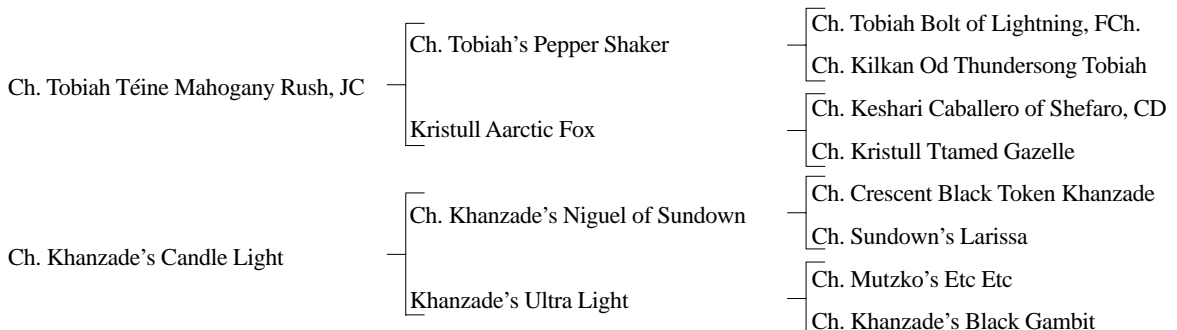 Ch. Tobiah Bolt of Lightning, FCh.
Ch. Tobiah’s Pepper Shaker
Ch. Kilkan Od Thundersong Tobiah
Ch. Tobiah Téine Mahogany Rush, JC
Ch. Keshari Caballero of Shefaro, CD
Kristull Aarctic Fox
Ch. Kristull Ttamed Gazelle
Ch. Crescent Black Token Khanzade
Ch. Khanzade’s Niguel of Sundown
Ch. Sundown’s Larissa
Ch. Khanzade’s Candle Light
Ch. Mutzko’s Etc Etc
Khanzade’s Ultra Light
Ch. Khanzade’s Black Gambit